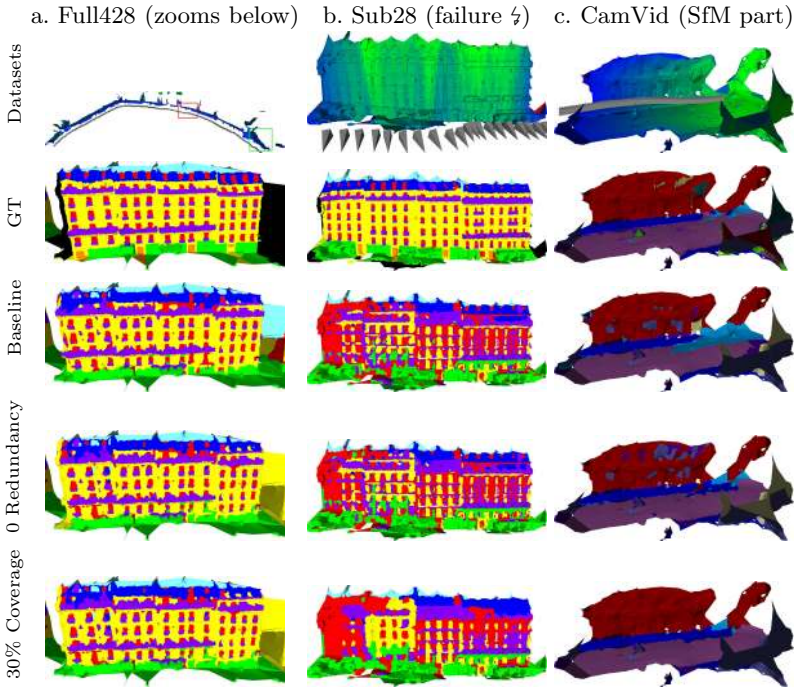 a. Full428 (zooms below) b. Sub28 (failure ↯) c. CamVid (SfM part)
Datasets
GT
Baseline
0 Redundancy
30% Coverage